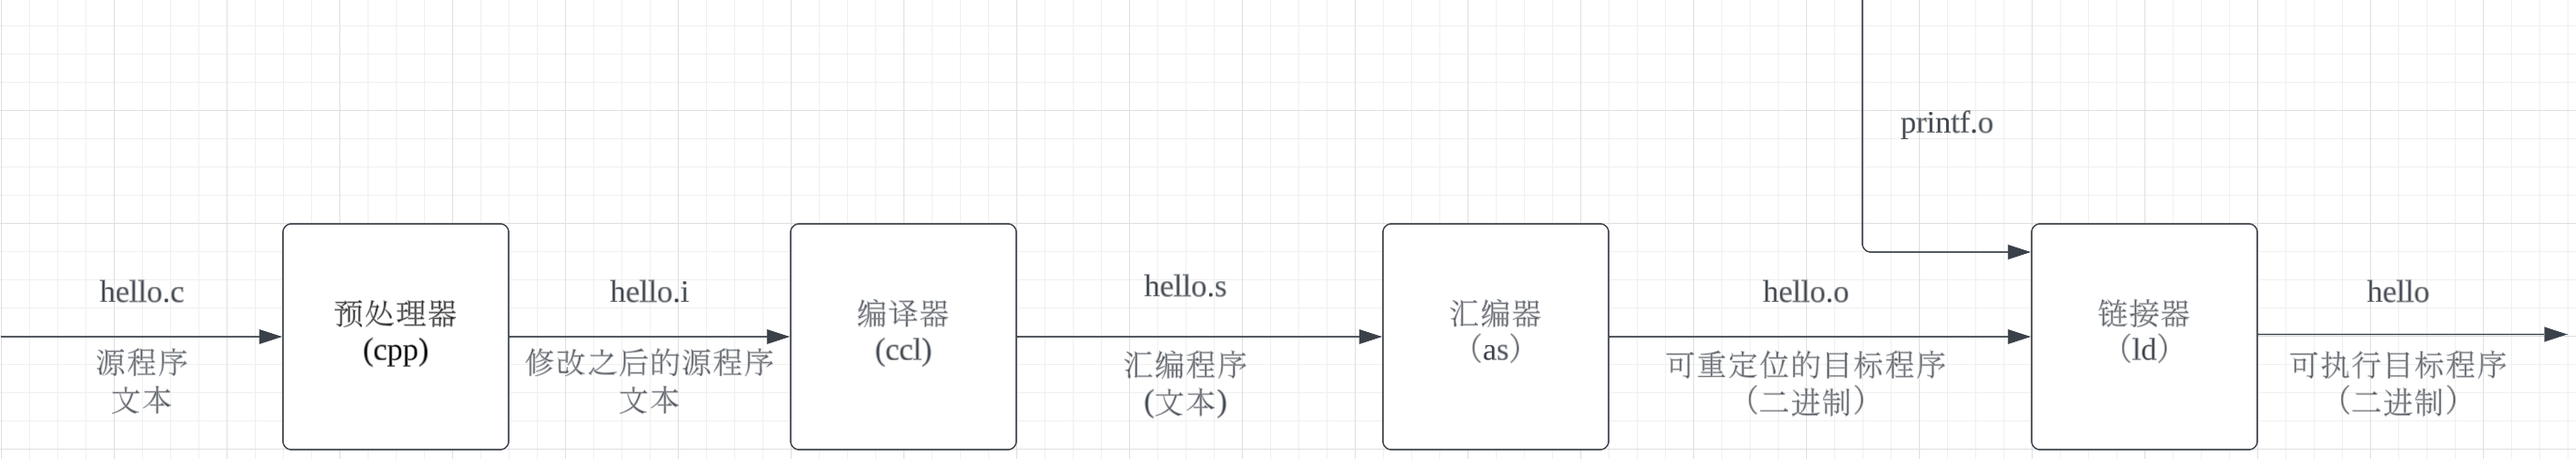 printf.o
hello.c
源程序
文本
预处理器
(cpp)
hello.i
修改之后的源程序
文本
编译器
(ccl)
hello.s
汇编程序
(文本)
汇编器
（as）
hello.o
可重定位的目标程序
（二进制）
链接器
（ld）
hello
可执行目标程序
（二进制）